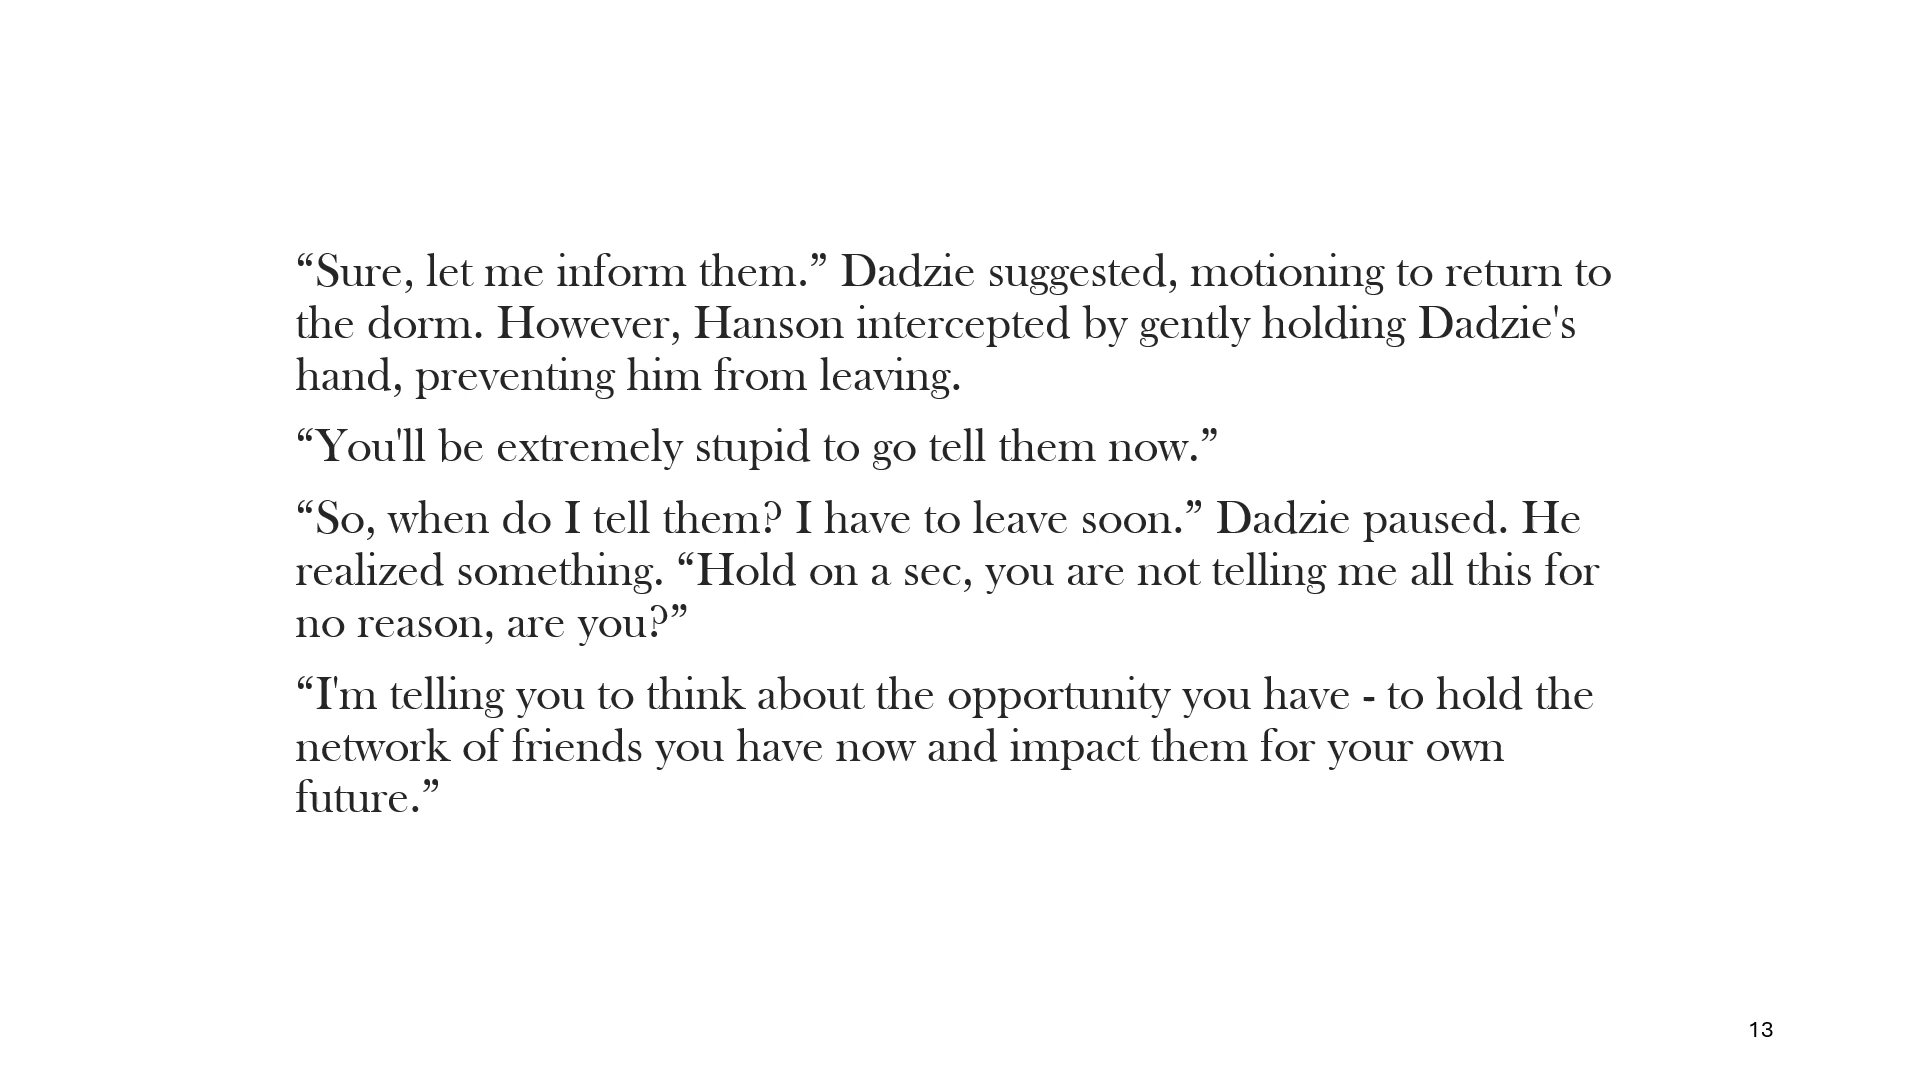 “Sure, let me inform them.” Dadzie suggested, motioning to return to
the dorm. However, Hanson intercepted by gently holding Dadzie's
hand, preventing him from leaving.
“You'll be extremely stupid to go tell them now.”
“So, when do I tell them? I have to leave soon.” Dadzie paused. He
realized something. “Hold on a sec, you are not telling me all this for
no reason, are you?”
“I'm telling you to think about the opportunity you have - to hold the
network of friends you have now and impact them for your own
future.”
13